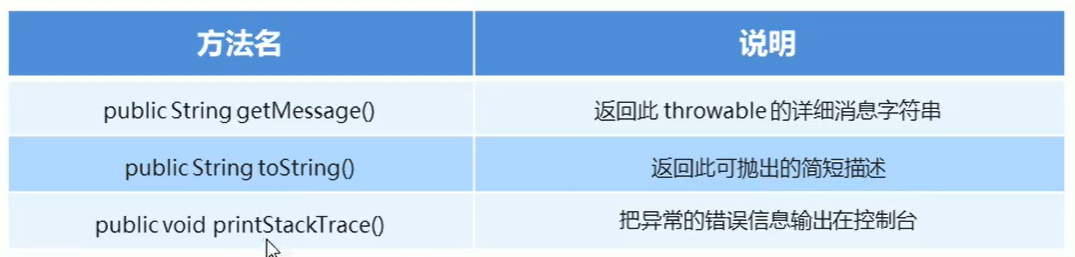 方法名 说明
public String getMessage() 返回此 throwable 的详细消息字符串
public String toString() 返回此可抛出的简短描述
public void printStackTrace() 把异常的错误信息输出在控制台